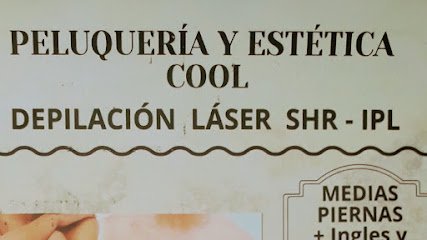 PELUQUERÍA Y ESTÉTICA
COOL
DEPILACIÓN LÁSER SHR - IPL
MEDIAS
PIERNAS
+ Ingles y